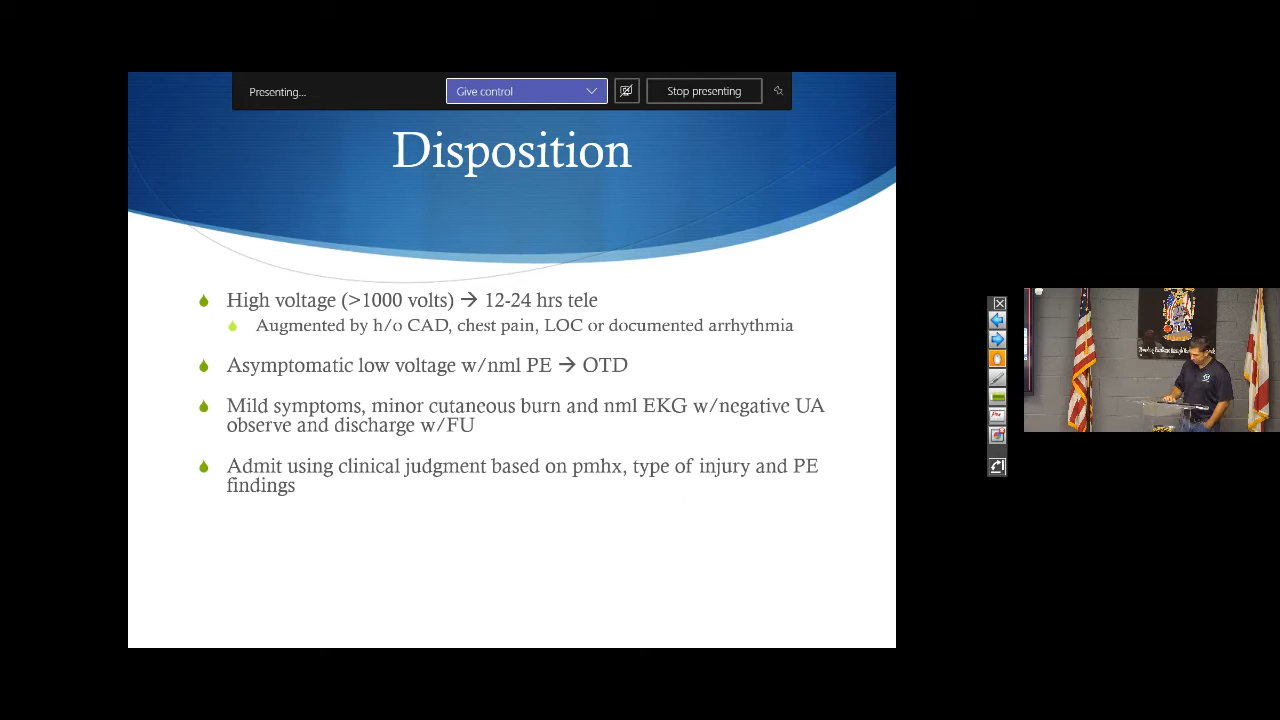 Presenting...
Give control
Stop presenting
Disposition
High voltage (>1000 volts) → 12-24 hrs tele
Augmented by h/o CAD, chest pain, LOC or documented arrhythmia
Asymptomatic low voltage w/nml PE → OTD
Mild symptoms, minor cutaneous burn and nml EKG w/negative UA
observe and discharge w/FU
Admit using clinical judgment based on pmhx, type of injury and PE
findings